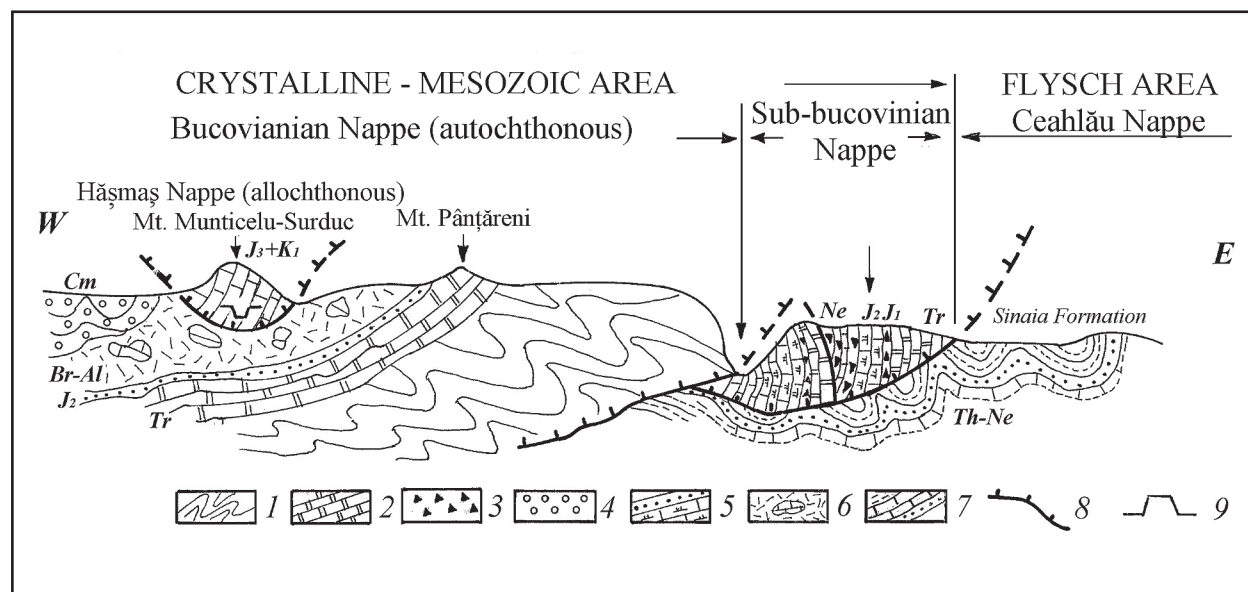 CRYSTALLINE - MESOZOIC AREA
Bucovianian Nappe (autochthonous)
Sub-bucovinian
Nappe
FLYSCH AREA
Ceahlău Nappe
Hăşmaş Nappe (allochthonous)
Mt. Munticelu-Surduc
Mt. Pânţăreni
W
E
J3+K1
Cm
Br-Al
J2
Tr
Ne
J2 J1
Tr
Sinaia Formation
Th-Ne
1 2 3 4 5 6 7 8 9